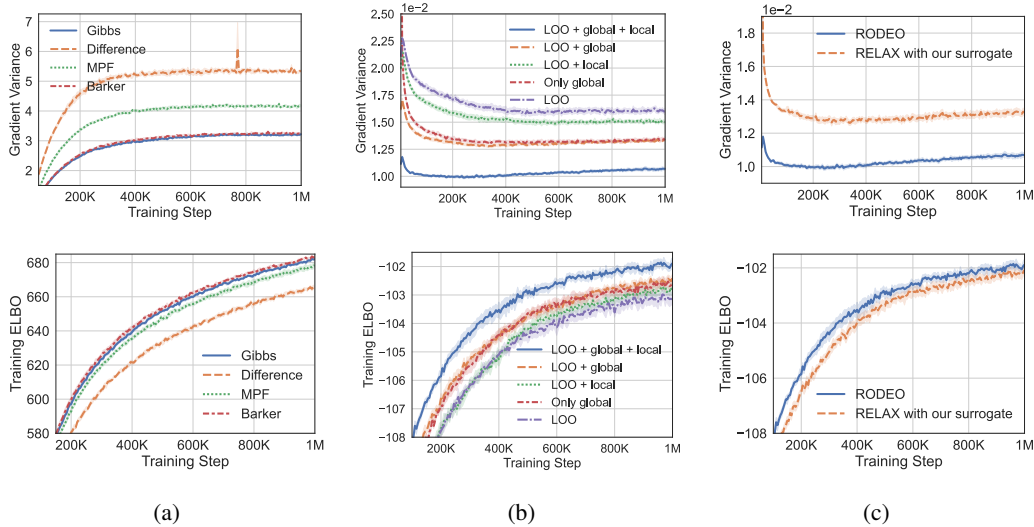 Gradient Variance
7
6
5
4
3
2
Gibbs
Difference
MPF
Barker
200K 400K 600K 800K 1M
Training Step
1e−2
Gradient Variance
2.50
2.25
2.00
1.75
1.50
1.25
1.00
LOO + global + local
LOO + global
LOO + local
Only global
LOO
200K 400K 600K 800K 1M
Training Step
1e−2
Gradient Variance
1.8
1.6
1.4
1.2
1.0
RODEO
RELAX with our surrogate
200K 400K 600K 800K 1M
Training Step
Training ELBO
680
660
640
620
600
580
Gibbs
Difference
MPF
Barker
200K 400K 600K 800K 1M
Training Step
(a)
Training ELBO
−102
−103
−104
−105
−106
−107
−108
LOO + global + local
LOO + global
LOO + local
Only global
LOO
200K 400K 600K 800K 1M
Training Step
(b)
Training ELBO
−102
−104
−106
−108
RODEO
RELAX with our surrogate
200K 400K 600K 800K 1M
Training Step
(c)